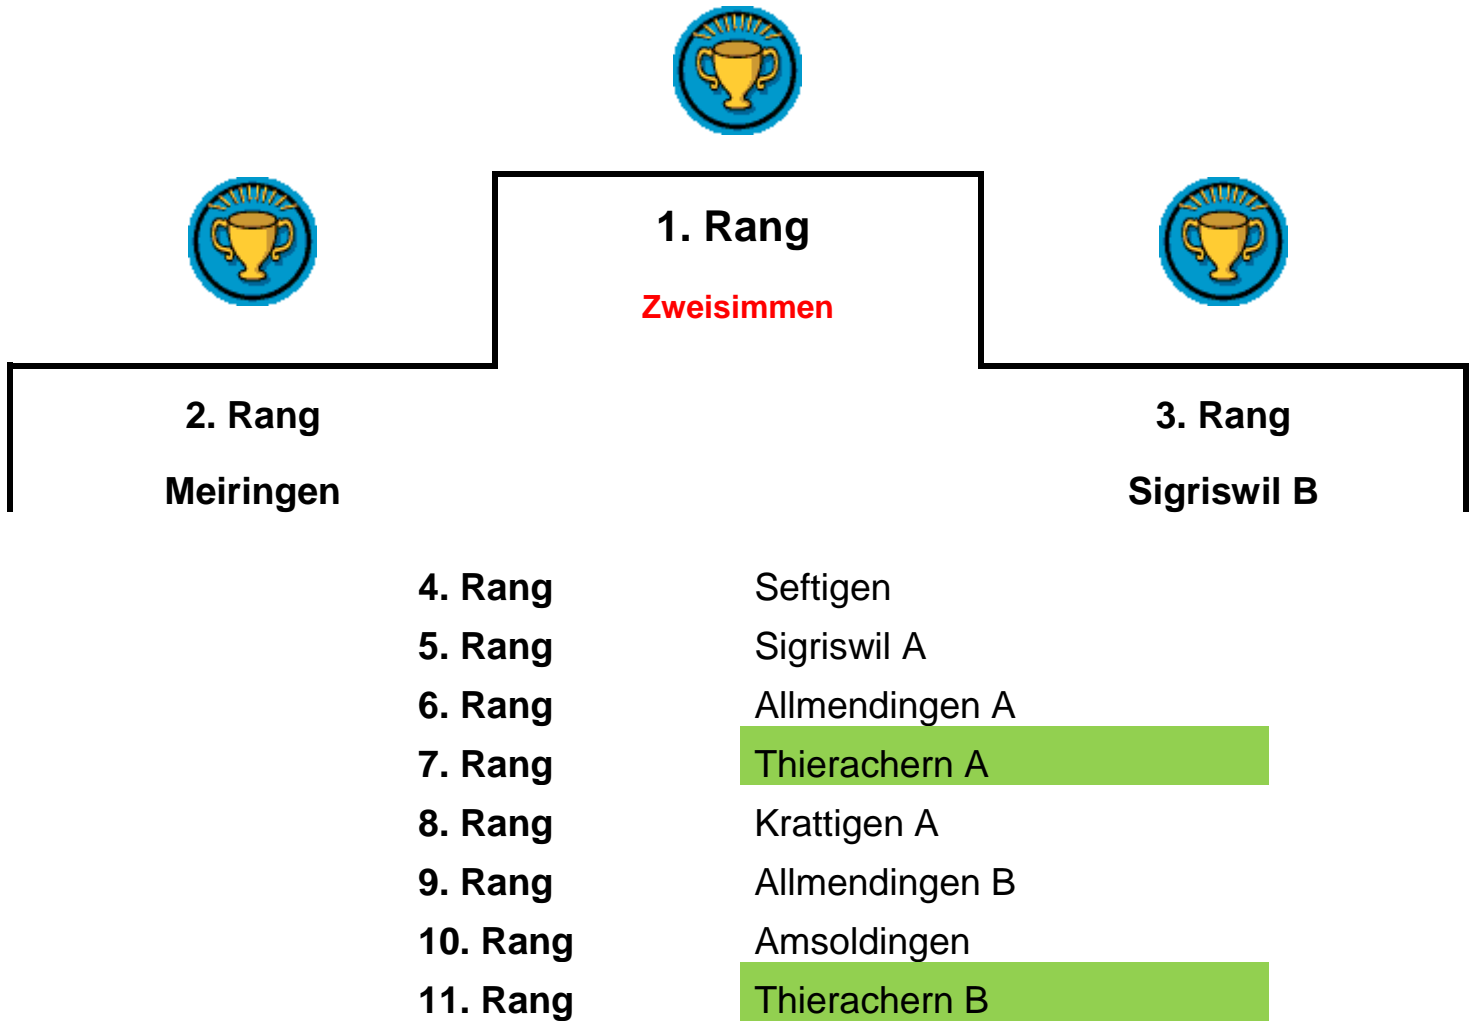 1. Rang
Zweisimmen
2. Rang
3. Rang
Meiringen
Sigriswil B
4. Rang Seftigen
5. Rang Sigriswil A
6. Rang Allmendingen A
7. Rang Thierachern A
8. Rang Krattigen A
9. Rang Allmendingen B
10. Rang Amsoldingen
11. Rang Thierachern B